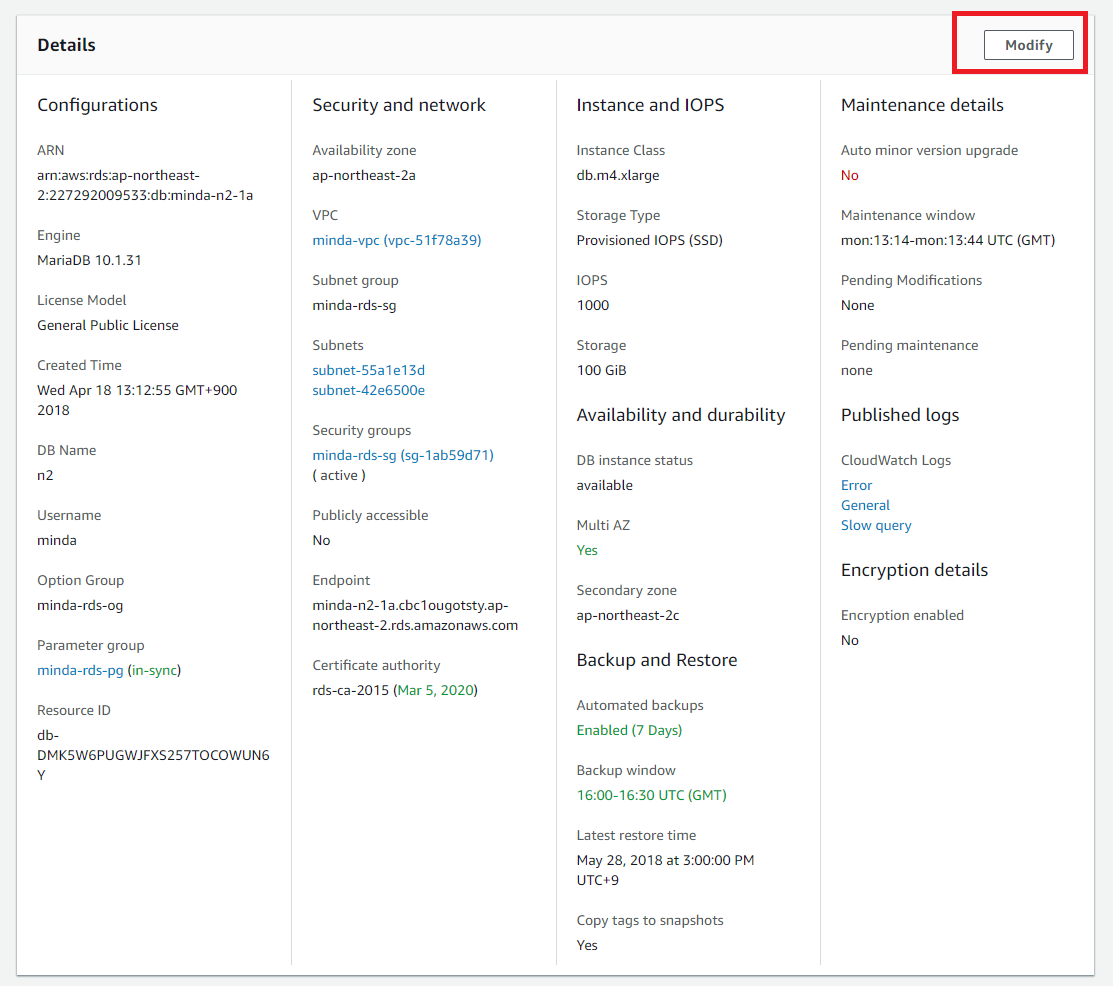 Details
Modify
Configurations
ARN
arn:aws:rds:ap-northeast-
2:227292009533:db:minda-n2-1a
Engine
MariaDB 10.1.31
License Model
General Public License
Created Time
Wed Apr 18 13:12:55 GMT+900
2018
DB Name
n2
Username
minda
Option Group
minda-rds-og
Parameter group
minda-rds-pg (in-sync)
Resource ID
db-
DMK5W6PUGWJFXS257TOCOWUN6
Y
Security and network
Availability zone
ap-northeast-2a
VPC
minda-vpc (vpc-51f78a39)
Subnet group
minda-rds-sg
Subnets
subnet-55a1e13d
subnet-42e6500e
Security groups
minda-rds-sg (sg-1ab59d71)
( active )
Publicly accessible
No
Endpoint
minda-n2-1a.cbc1ougotsty.ap-
northeast-2.rds.amazonaws.com
Certificate authority
rds-ca-2015 (Mar 5, 2020)
Instance and IOPS
Instance Class
db.m4.xlarge
Storage Type
Provisioned IOPS (SSD)
IOPS
1000
Storage
100 GiB
Availability and durability
DB instance status
available
Multi AZ
Yes
Secondary zone
ap-northeast-2c
Backup and Restore
Automated backups
Enabled (7 Days)
Backup window
16:00-16:30 UTC (GMT)
Latest restore time
May 28, 2018 at 3:00:00 PM
UTC+9
Copy tags to snapshots
Yes
Maintenance details
Auto minor version upgrade
No
Maintenance window
mon:13:14-mon:13:44 UTC (GMT)
Pending Modifications
None
Pending maintenance
none
Published logs
CloudWatch Logs
Error
General
Slow query
Encryption details
Encryption enabled
No